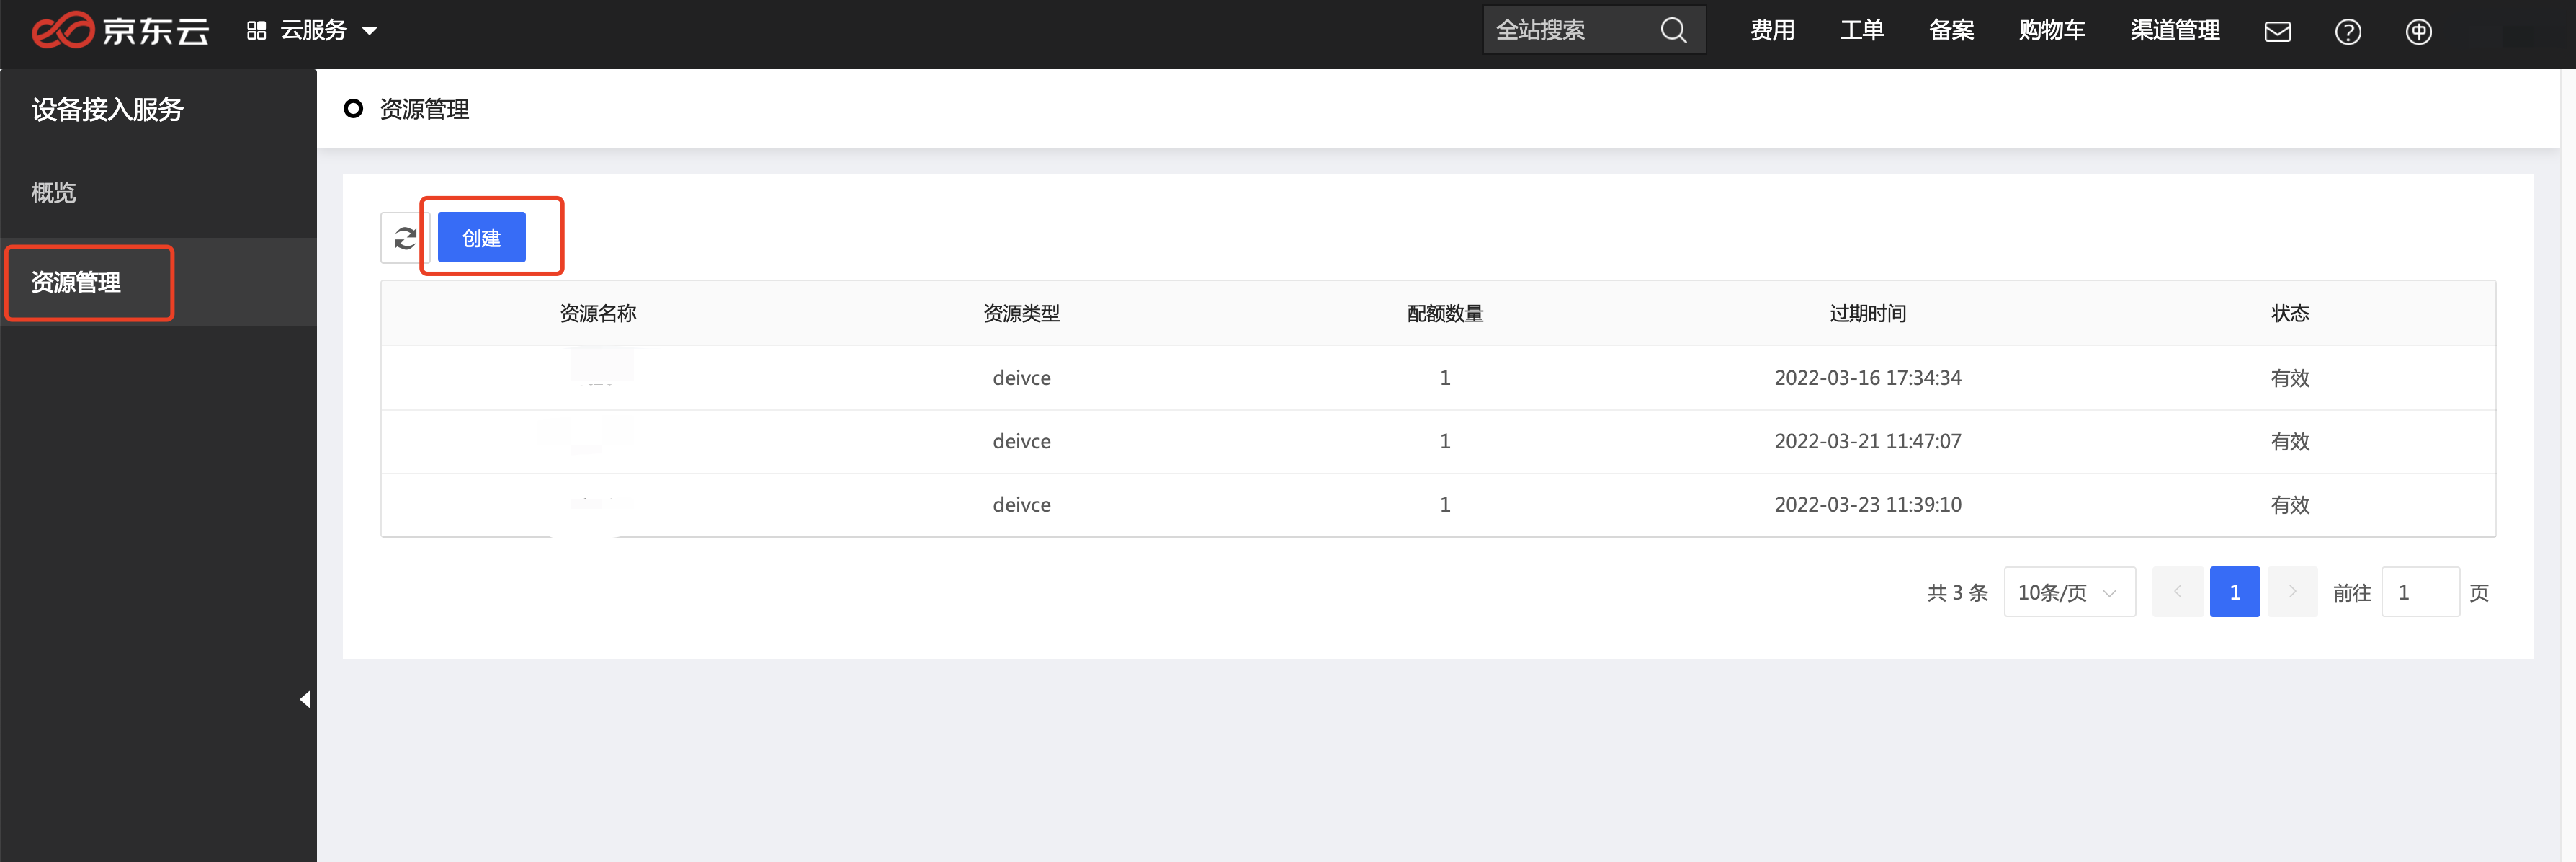 京东云 云服务 全站搜索 费用 工单 备案 购物车 渠道管理
设备接入服务
概览
资源管理
资源管理
创建
资源名称 资源类型 配额数量 过期时间 状态
deivce 1 2022-03-16 17:34:34 有效
deivce 1 2022-03-21 11:47:07 有效
deivce 1 2022-03-23 11:39:10 有效
共 3 条 10条/页 1 前往 1 页